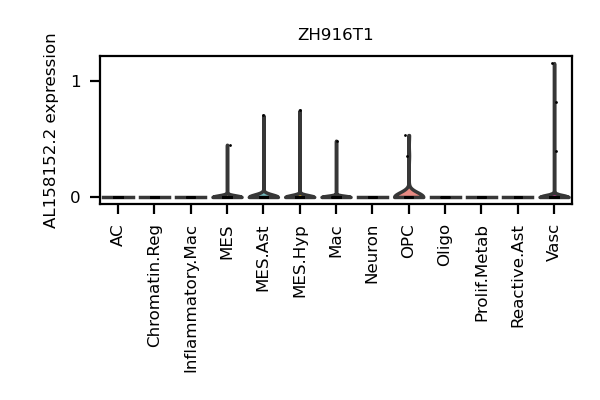 ZH916T1
AL158152.2 expression
1
0
AC
Chromatin.Reg
Inflammatory.Mac
MES
MES.Ast
MES.Hyp
Mac
Neuron
OPC
Oligo
Prolif.Metab
Reactive.Ast
Vasc